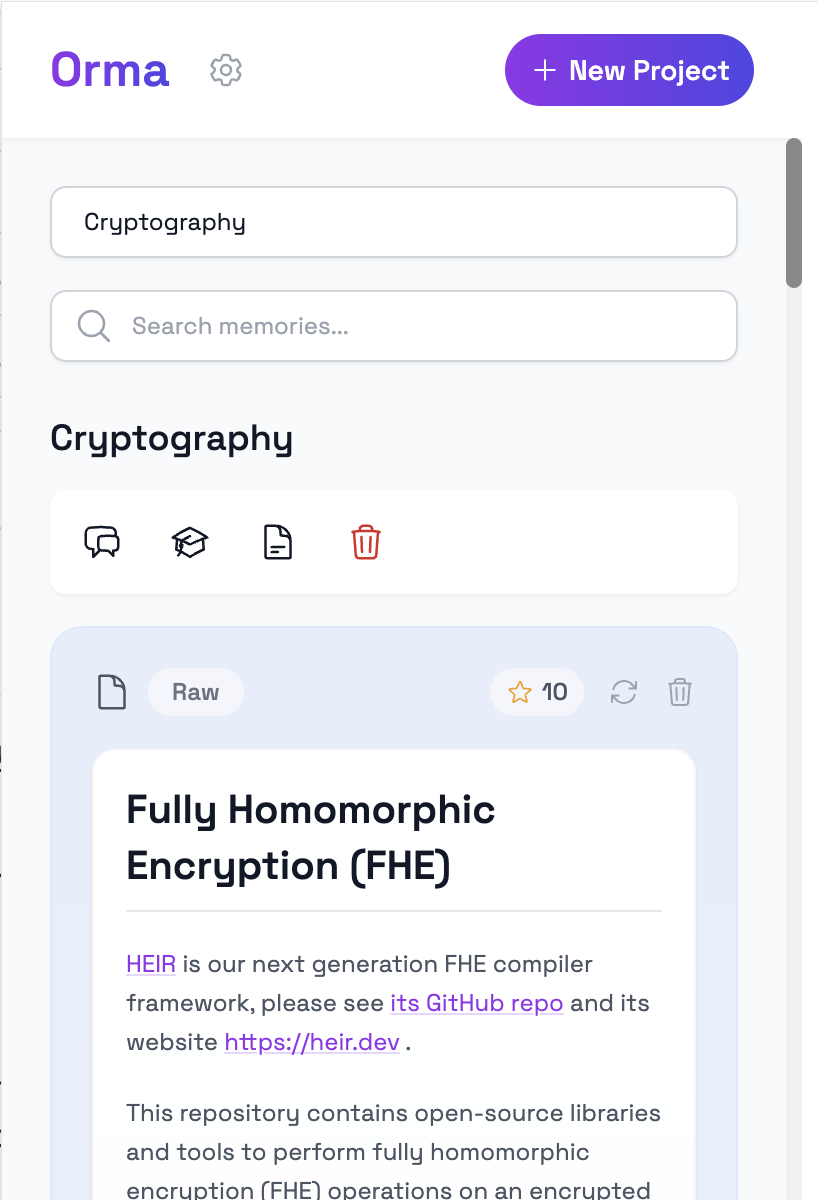 Orma
New Project
Cryptography
Search memories...
Cryptography
Raw
10
Fully Homomorphic
Encryption (FHE)
HEIR is our next generation FHE compiler
framework, please see its GitHub repo and its
website https://heir.dev .
This repository contains open-source libraries
and tools to perform fully homomorphic
encryption (FHE) operations on an encrypted